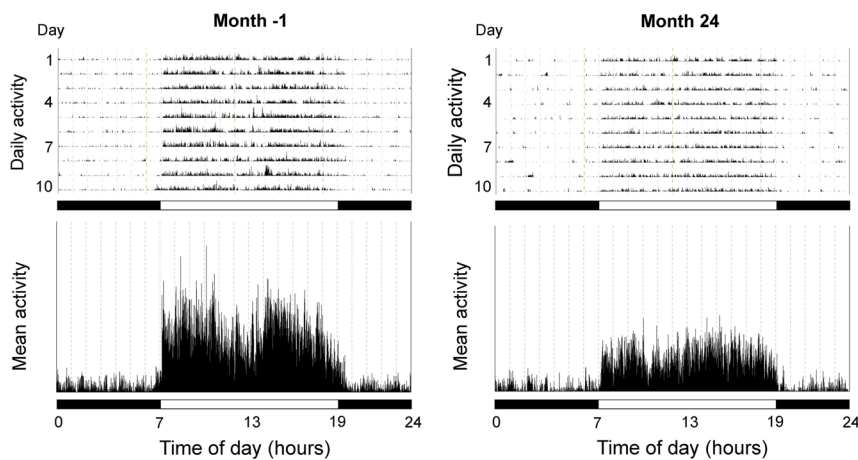 Month -1
Day
1
4
7
10
Daily activity
Mean activity
0 7 13 19 24
Time of day (hours)
Month 24
Day
1
4
7
10
Daily activity
Mean activity
0 7 13 19 24
Time of day (hours)